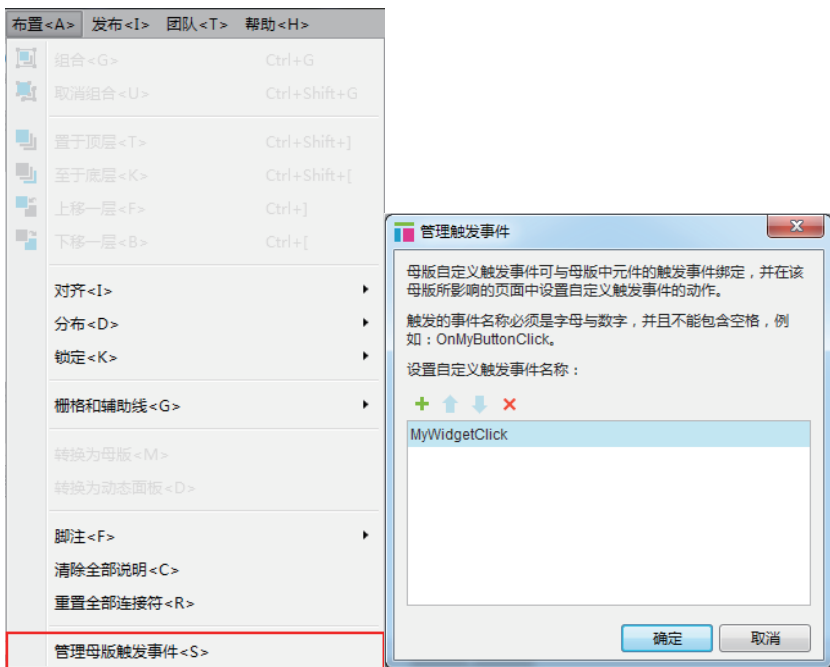 布置<A> 发布<I> 团队<T> 帮助<H>
组合<G> Ctrl+G
取消组合<U> Ctrl+Shift+G
置于顶层<T> Ctrl+Shift+]
至于底层<K> Ctrl+Shift+[
上移一层<F> Ctrl+]
下移一层<B> Ctrl+[
对齐<I>
分布<D>
锁定<K>
栅格和辅助线<G>
转换为母版<M>
转换为动态面板<D>
脚注<F>
清除全部说明<C>
重置全部连接符<R>
管理母版触发事件<S>
管理触发事件
母版自定义触发事件可与母版中元件的触发事件绑定，并在该
母版所影响的页面中设置自定义触发事件的动作。
触发的事件名称必须是字母与数字，并且不能包含空格，例
如：OnMyButtonClick。
设置自定义触发事件名称：
MyWidgetClick
确定 取消